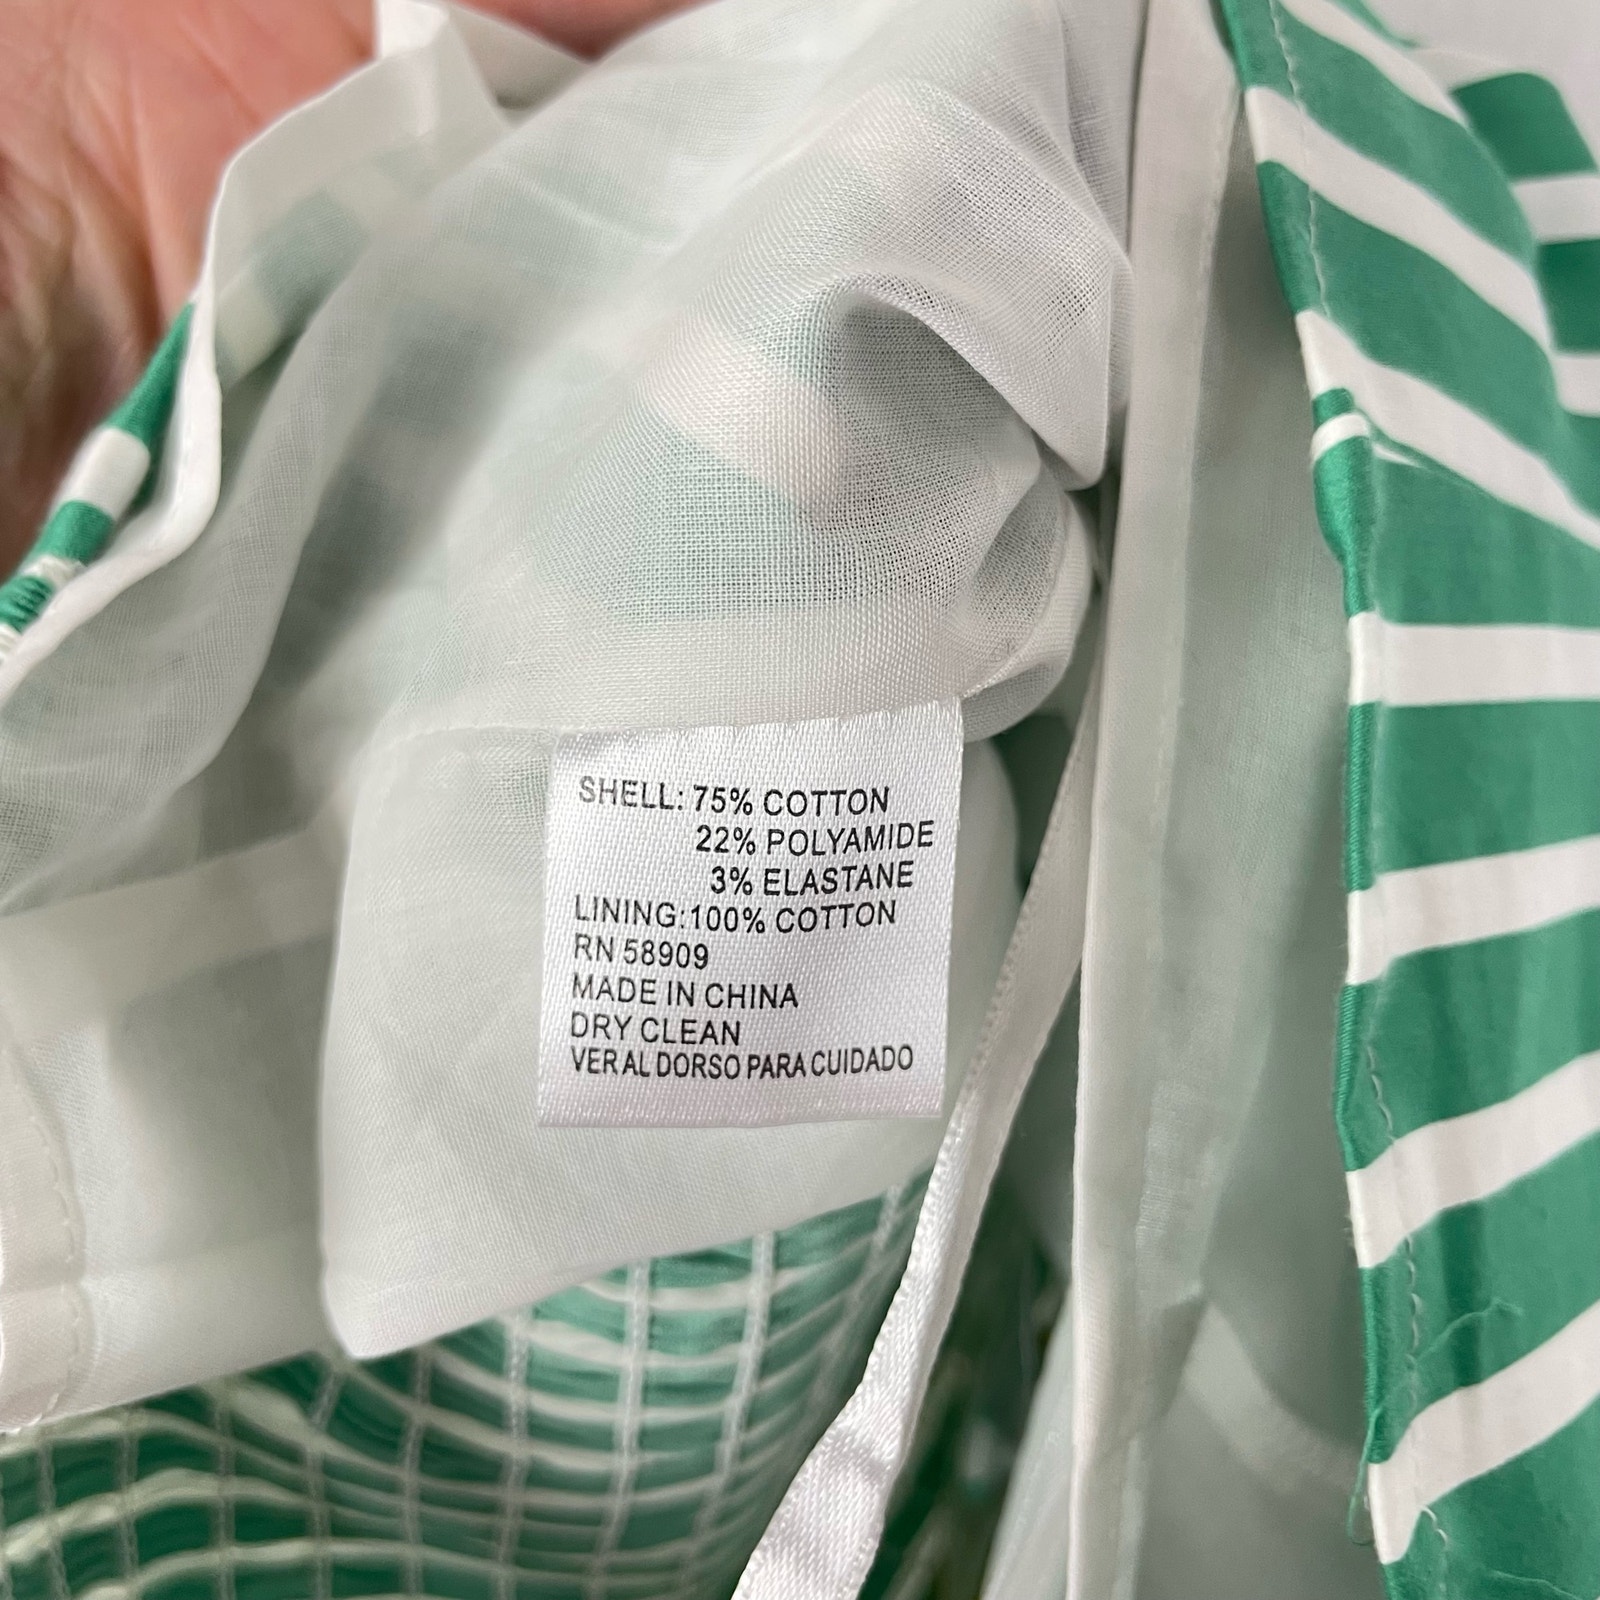 SHELL: 75% COTTON
22% POLYAMIDE
3% ELASTANE
LINING:100% COTTON
RN 58909
MADE IN CHINA
DRY CLEAN
VER AL DORSO PARA CUIDADO